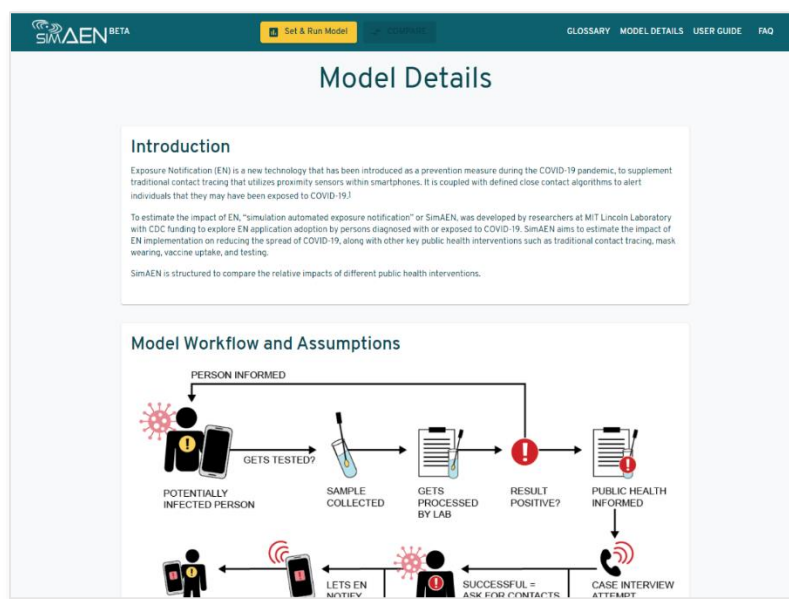 SIMAEN BETA
Set & Run Model
COMPARE
GLOSSARY MODEL DETAILS USER GUIDE FAQ
Model Details
Introduction
Exposure Notification (EN) is a new technology that has been introduced as a prevention measure during the COVID-19 pandemic, to supplement
traditional contact tracing that utilizes proximity sensors within smartphones. It is coupled with defined close contact algorithms to alert
individuals that they may have been exposed to COVID-19.1
To estimate the impact of EN, "simulation automated exposure notification" or SimAEN, was developed by researchers at MIT Lincoln Laboratory
with CDC funding to explore EN application adoption by persons diagnosed with or exposed to COVID-19. SimAEN aims to estimate the impact of
EN implementation on reducing the spread of COVID-19, along with other key public health interventions such as traditional contact tracing, mask
wearing, vaccine uptake, and testing.
SimAEN is structured to compare the relative impacts of different public health interventions.
Model Workflow and Assumptions
PERSON INFORMED
GETS TESTED?
POTENTIALLY
INFECTED PERSON
SAMPLE
COLLECTED
GETS
PROCESSED
BY LAB
RESULT
POSITIVE?
PUBLIC HEALTH
INFORMED
LETS EN
NOTIFY
SUCCESSFUL =
ASK FOR CONTACTS
CASE INTERVIEW
ATTEMPT